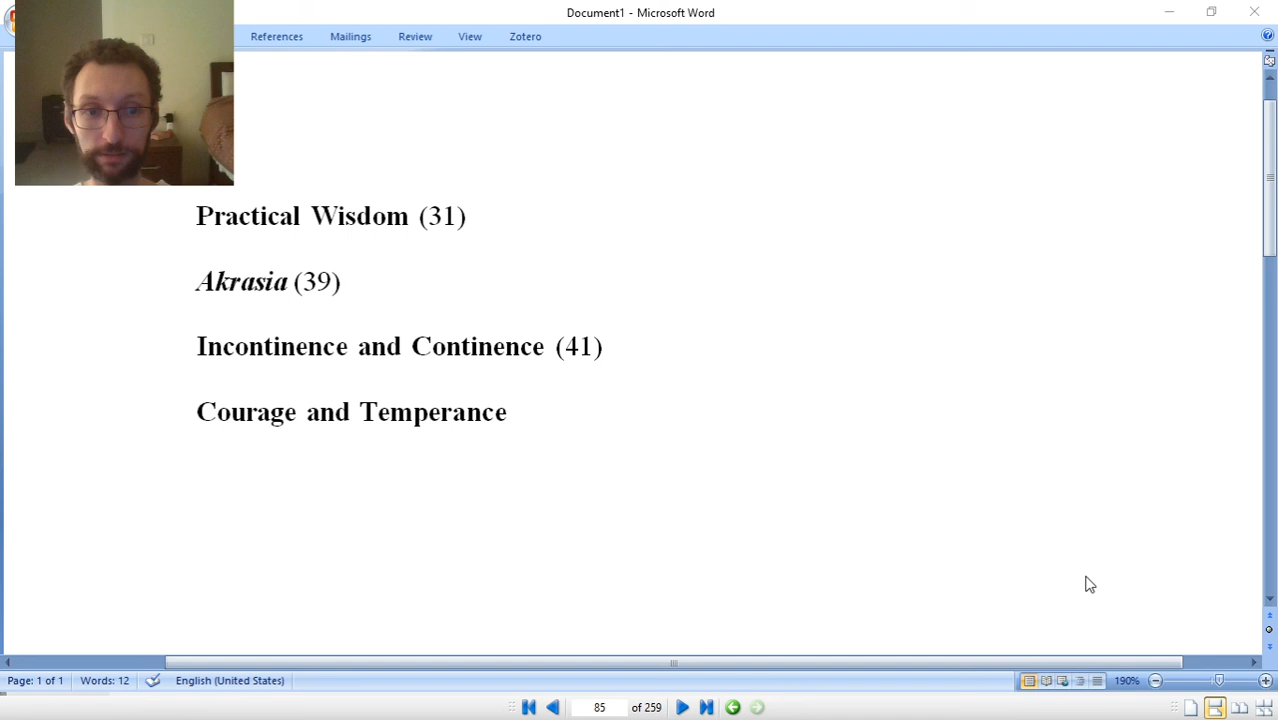 Document1 - Microsoft Word
References Mailings Review View Zotero
Practical Wisdom (31)
Akrasia (39)
Incontinence and Continence (41)
Courage and Temperance
Page: 1 of 1 Words: 12 English (United States) 190%
85 of 259